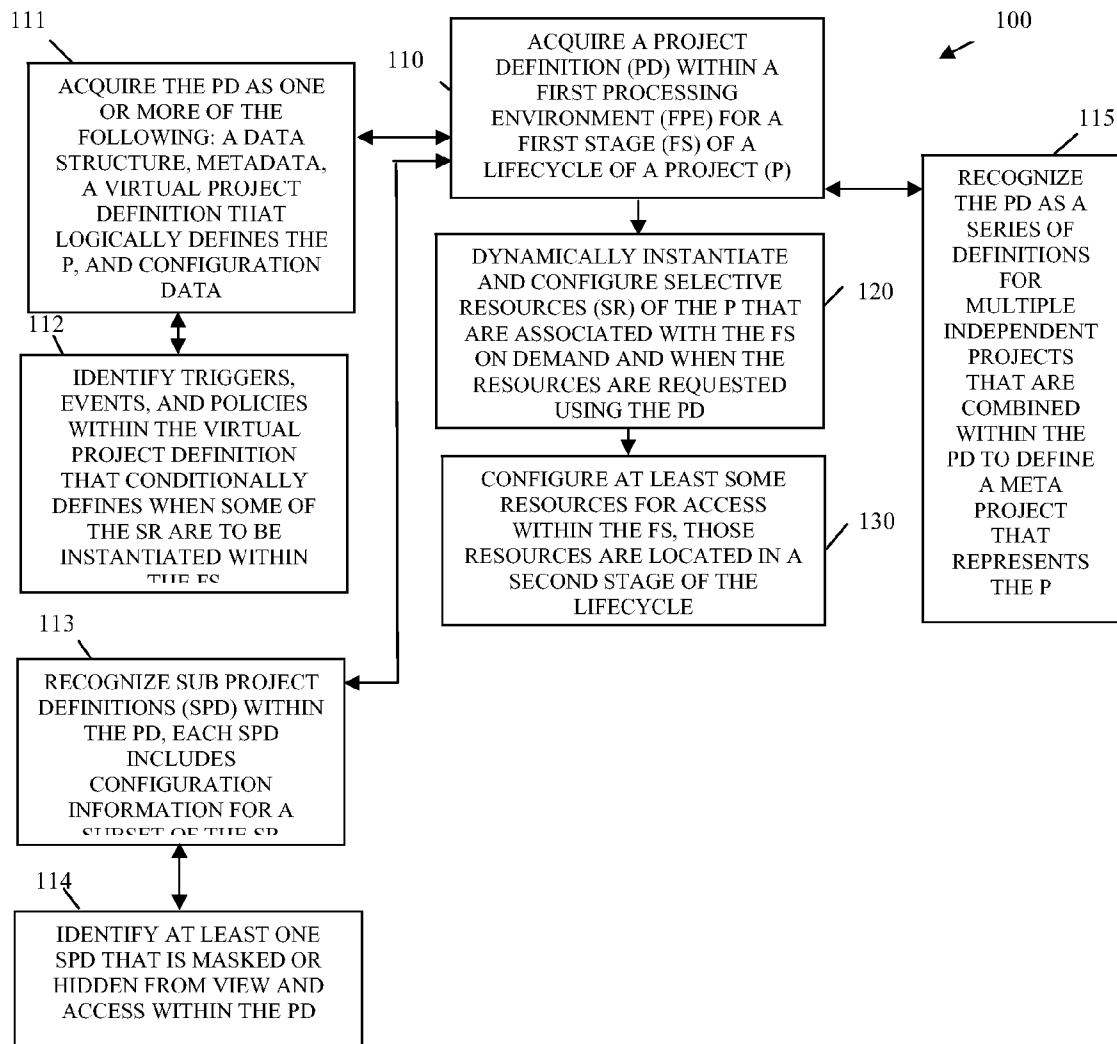 111
ACQUIRE THE PD AS ONE
OR MORE OF THE
FOLLOWING: A DATA
STRUCTURE, METADATA,
A VIRTUAL PROJECT
DEFINITION THAT
LOGICALLY DEFINES THE
P, AND CONFIGURATION
DATA
112
IDENTIFY TRIGGERS,
EVENTS, AND POLICIES
WITHIN THE VIRTUAL
PROJECT DEFINITION
THAT CONDITIONALLY
DEFINES WHEN SOME OF
THE SR ARE TO BE
INSTANTIATED WITHIN
THE FS
113
RECOGNIZE SUB PROJECT
DEFINITIONS (SPD) WITHIN
THE PD, EACH SPD
INCLUDES
CONFIGURATION
INFORMATION FOR A
SUBSET OF THE SR
114
IDENTIFY AT LEAST ONE
SPD THAT IS MASKED OR
HIDDEN FROM VIEW AND
ACCESS WITHIN THE PD
110
ACQUIRE A PROJECT
DEFINITION (PD) WITHIN A
FIRST PROCESSING
ENVIRONMENT (FPE) FOR A
FIRST STAGE (FS) OF A
LIFECYCLE OF A PROJECT (P)
DYNAMICALLY INSTANTIATE
AND CONFIGURE SELECTIVE
RESOURCES (SR) OF THE P THAT
ARE ASSOCIATED WITH THE FS
ON DEMAND AND WHEN THE
RESOURCES ARE REQUESTED
USING THE PD
120
CONFIGURE AT LEAST SOME
RESOURCES FOR ACCESS
WITHIN THE FS, THOSE
RESOURCES ARE LOCATED IN A
SECOND STAGE OF THE
LIFECYCLE
130
100
115
RECOGNIZE
THE PD AS A
SERIES OF
DEFINITIONS
FOR
MULTIPLE
INDEPENDENT
PROJECTS
THAT ARE
COMBINED
WITHIN THE
PD TO DEFINE
A META
PROJECT
THAT
REPRESENTS
THE P